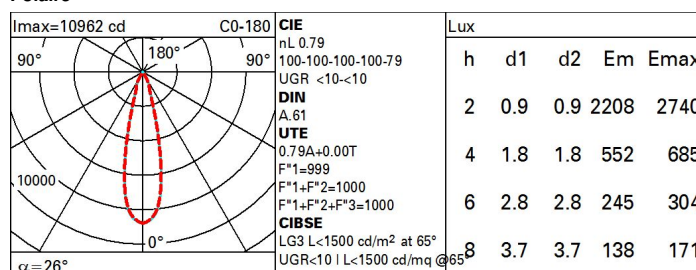 Imax=10962 cd C0-180
90° 180° 90°
10000
0°
α=26°
CIE
nL 0.79
100-100-100-100-79
UGR <10-<10
DIN
A.61
UTE
0.79A+0.00T
F"1=999
F"1+F"2=1000
F"1+F"2+F"3=1000
CIBSE
LG3 L<1500 cd/m² at 65°
UGR<10 | L<1500 cd/mq @65°
Lux
h d1 d2 Em Emax
2 0.9 0.9 2208 2740
4 1.8 1.8 552 685
6 2.8 2.8 245 304
8 3.7 3.7 138 171